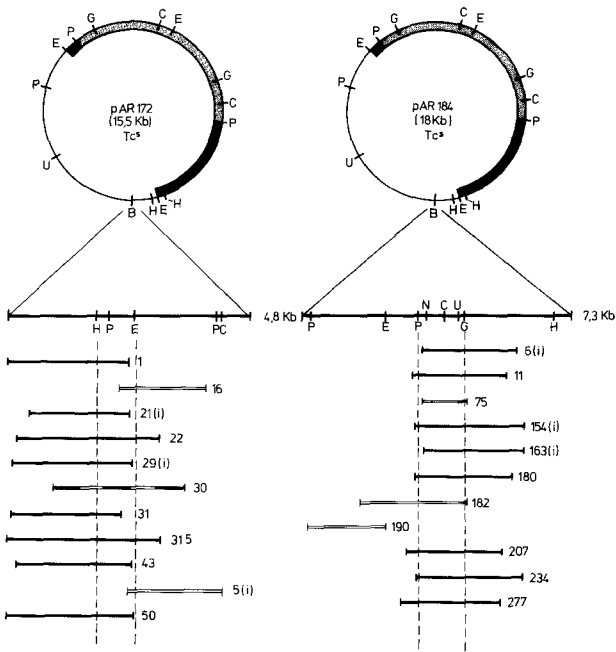 G C E
P
E
G
P
C
P
pAR 172
(15,5 Kb)
Tcˢ
U
B H E H
G C E
P
E
G
P
C
P
pAR 184
(18 Kb)
Tcˢ
U
B H E H
4,8 Kb
H P E PC
N C U
7,3 Kb
P E P G H
1
16
21(i)
22
29(i)
30
31
315
43
5(i)
50
6(i)
11
75
154(i)
163(i)
180
182
190
207
234
277